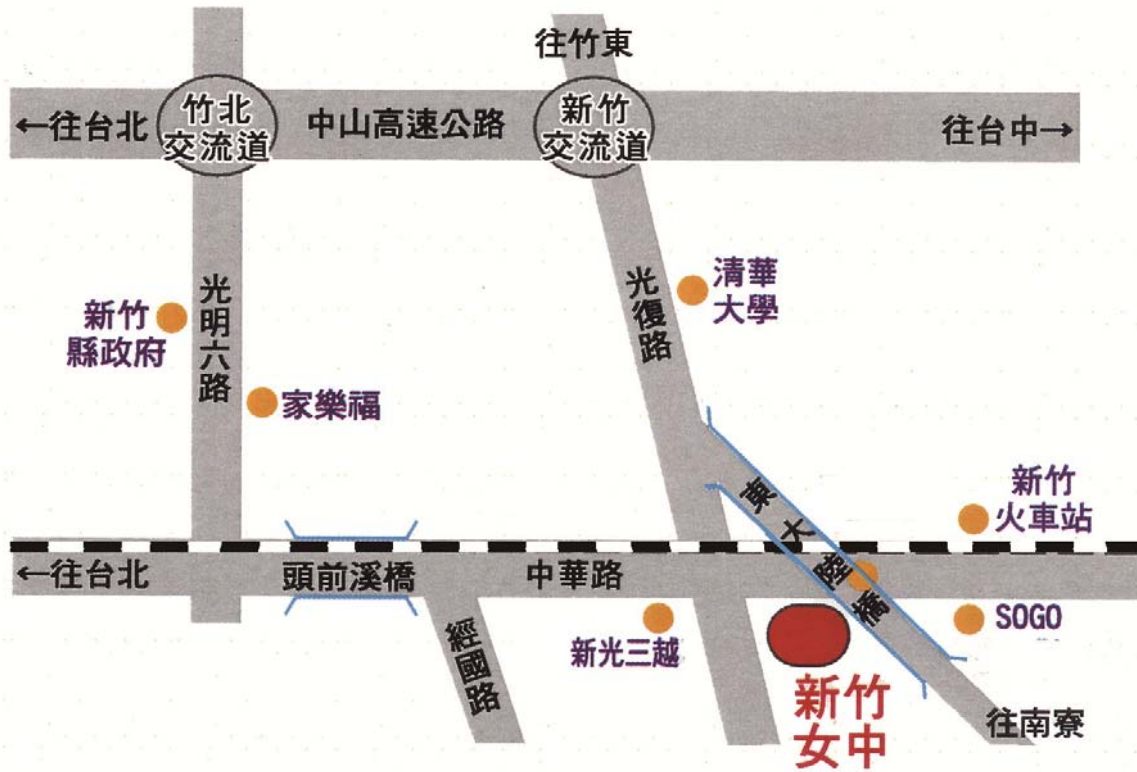 往竹東
←往台北
竹北
交流道
中山高速公路
新竹
交流道
往台中→
新竹
縣政府
光明六路
家樂福
光復路
清華
大學
東大陸橋
新竹
火車站
←往台北
頭前溪橋
中華路
經國路
新光三越
SOGO
新竹
女中
往南寮